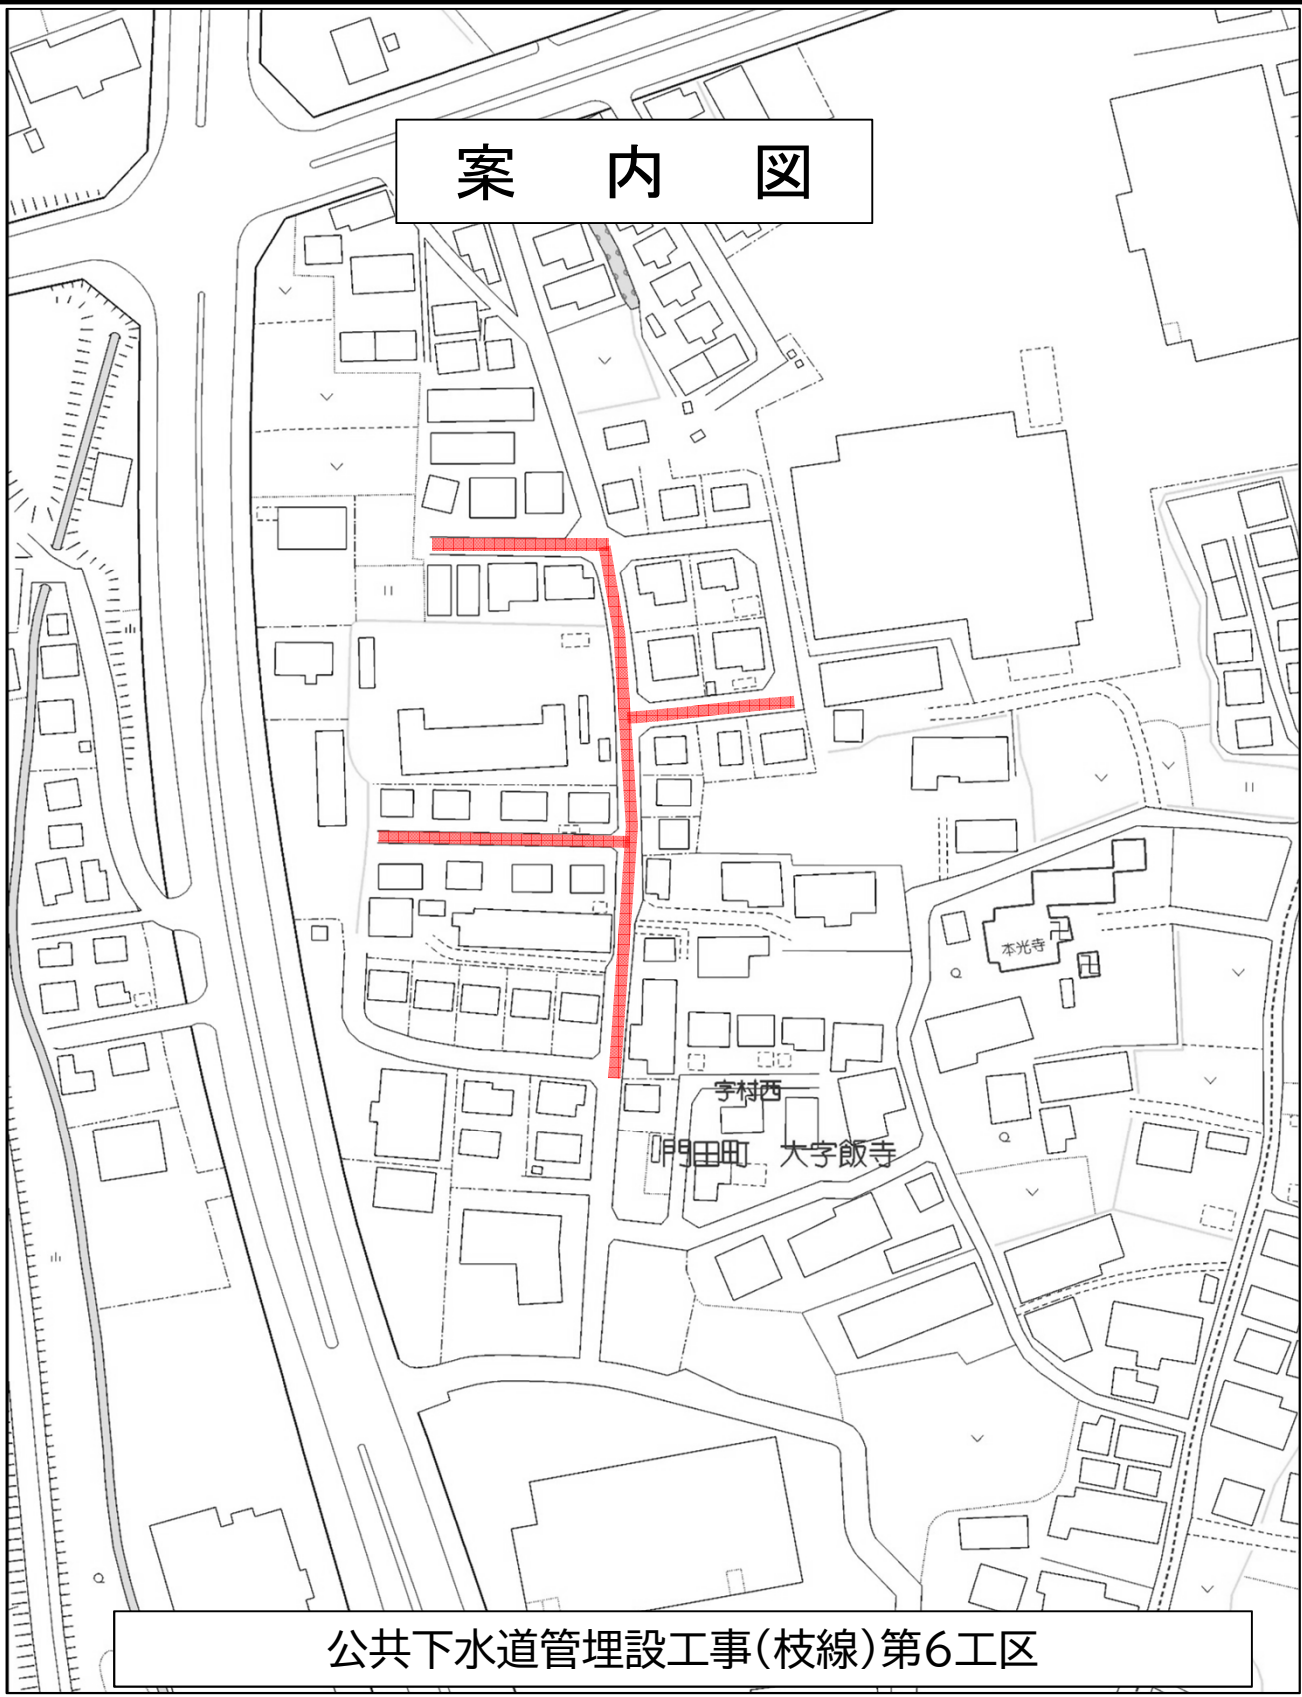 案 内 図
本光寺
字村西
門田町 大字飯寺
公共下水道管埋設工事(枝線)第6工区